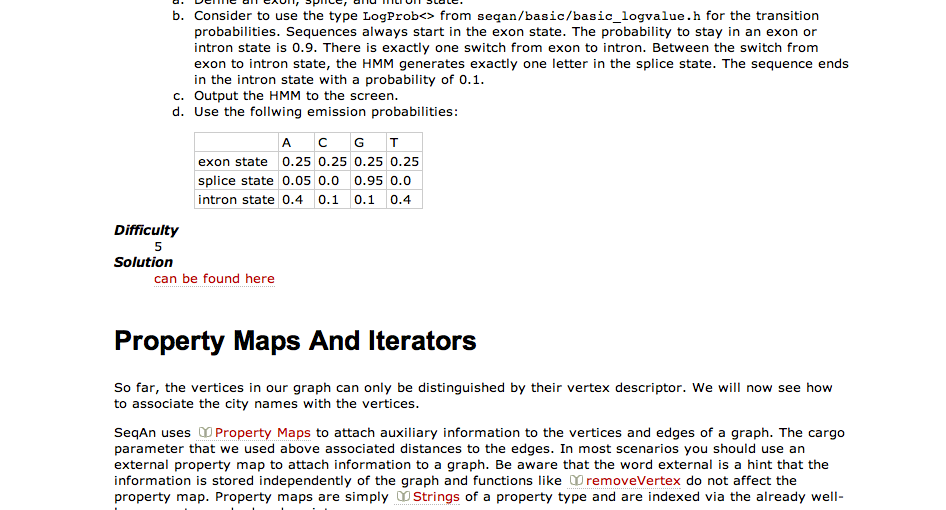 a. Define an exon, splice, and intron state.
b. Consider to use the type LogProb<> from seqan/basic/basic_logvalue.h for the transition
probabilities. Sequences always start in the exon state. The probability to stay in an exon or
intron state is 0.9. There is exactly one switch from exon to intron. Between the switch from
exon to intron state, the HMM generates exactly one letter in the splice state. The sequence ends
in the intron state with a probability of 0.1.
c. Output the HMM to the screen.
d. Use the follwing emission probabilities:
A C G T
exon state 0.25 0.25 0.25 0.25
splice state 0.05 0.0 0.95 0.0
intron state 0.4 0.1 0.1 0.4
Difficulty
5
Solution
can be found here
Property Maps And Iterators
So far, the vertices in our graph can only be distinguished by their vertex descriptor. We will now see how
to associate the city names with the vertices.
SeqAn uses Property Maps to attach auxiliary information to the vertices and edges of a graph. The cargo
parameter that we used above associated distances to the edges. In most scenarios you should use an
external property map to attach information to a graph. Be aware that the word external is a hint that the
information is stored independently of the graph and functions like removeVertex do not affect the
property map. Property maps are simply Strings of a property type and are indexed via the already well-